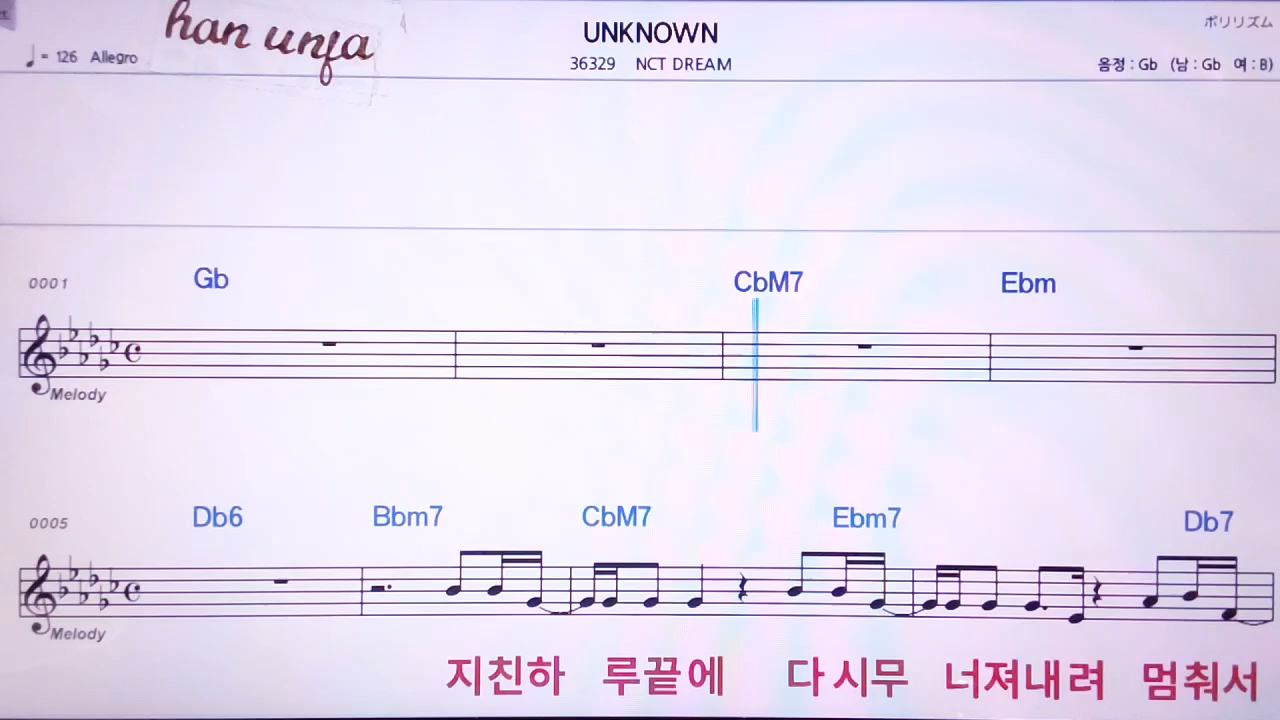 han unfa
UNKNOWN
ポリリズム
♩= 126 Allegro
36329 NCT DREAM
음정 : Gb (남 : Gb 여 : B)
0001 Gb CbM7 Ebm
Melody
0005 Db6 Bbm7 CbM7 Ebm7 Db7
Melody
지친하 루끝에 다시무 너져내려 멈춰서